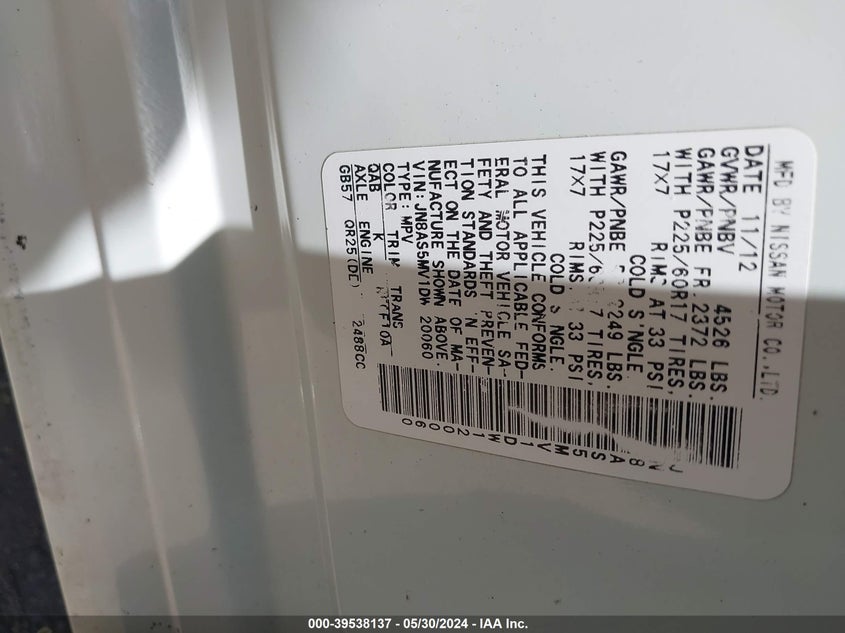 MFD BY NISSAN MOTOR CO.,LTD.
DATE 11/12
GVWR/PNBV 4526 LBS.
GAWR/PNBE FR. 2372 LBS.
WITH P225/60R17 TIRES,
17X7 RIMS AT 33 PSI
COLD S NGLE.
GAWR/PNBE 249 LBS.
WITH P225/6 7 TIRES,
17X7 RIMS. 33 PSI
COLD S NGLE.
THIS VEHICLE CONFORMS
TO ALL APPLICABLE FED-
ERAL MOTOR VEHICLE SA-
FETY AND THEFT PREVEN-
TION STANDARDS IN EFF-
ECT ON THE DATE OF MA-
NUFACTURE SHOWN ABOVE.
VIN: JN8AS5MV1DW 20060
TYPE: MPV
COLOR TRIM TRANS
QAB K
AXLE ENGINE
GB57 QR25(DE) 2488CC
000-39538137 - 05/30/2024 - IAA Inc.